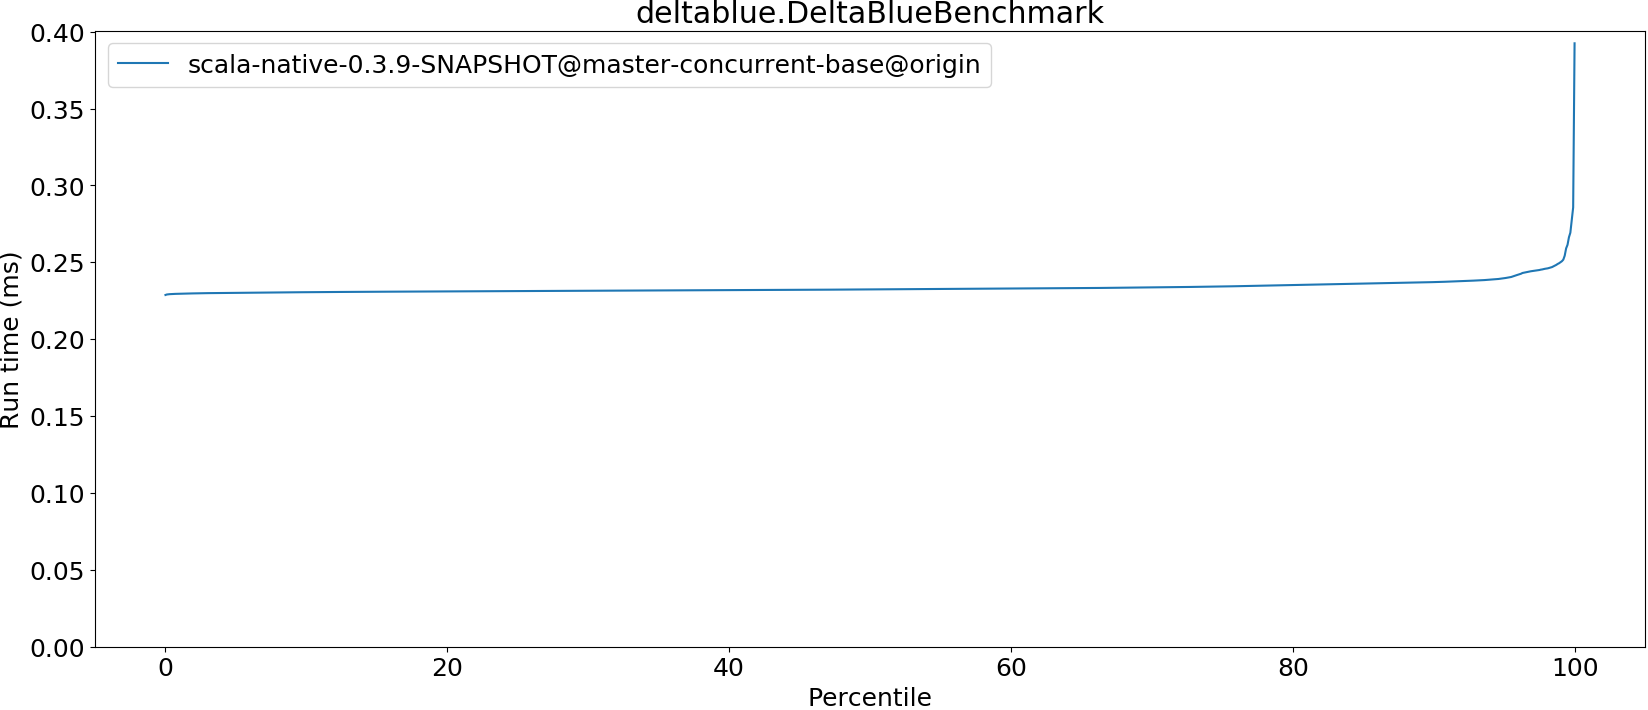 deltablue.DeltaBlueBenchmark
scala-native-0.3.9-SNAPSHOT@master-concurrent-base@origin
Run time (ms)
0.40
0.35
0.30
0.25
0.20
0.15
0.10
0.05
0.00
0 20 40 60 80 100
Percentile